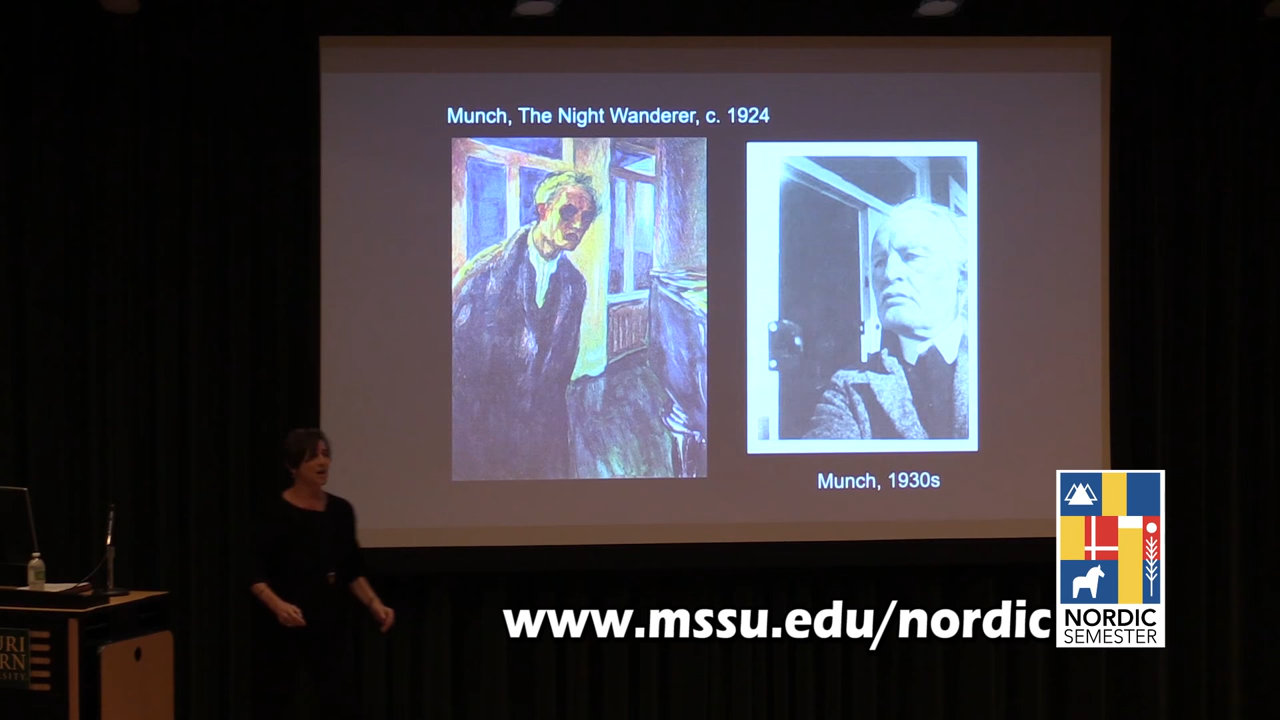 Munch, The Night Wanderer, c. 1924
Munch, 1930s
www.mssu.edu/nordic
NORDIC
SEMESTER